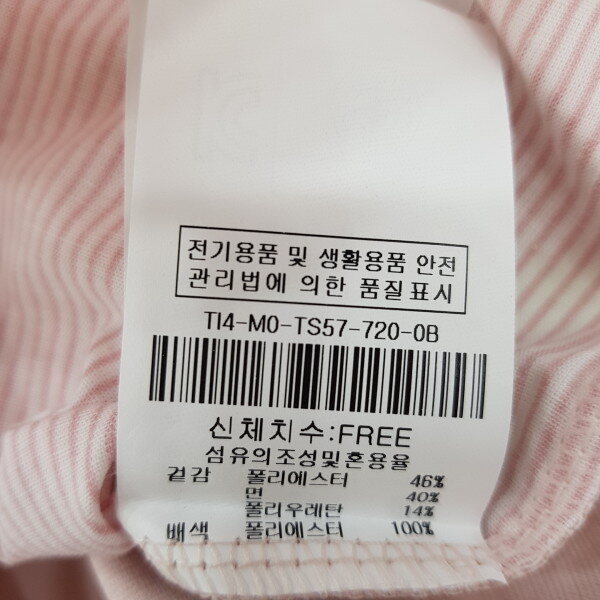 전기용품 및 생활용품 안전
관리법에 의한 품질표시
TI4-M0-TS57-720-0B
신체치수:FREE
섬유의조성및혼용율
겉감 폴리에스터 46%
면 40%
폴리우레탄 14%
배색 폴리에스터 100%